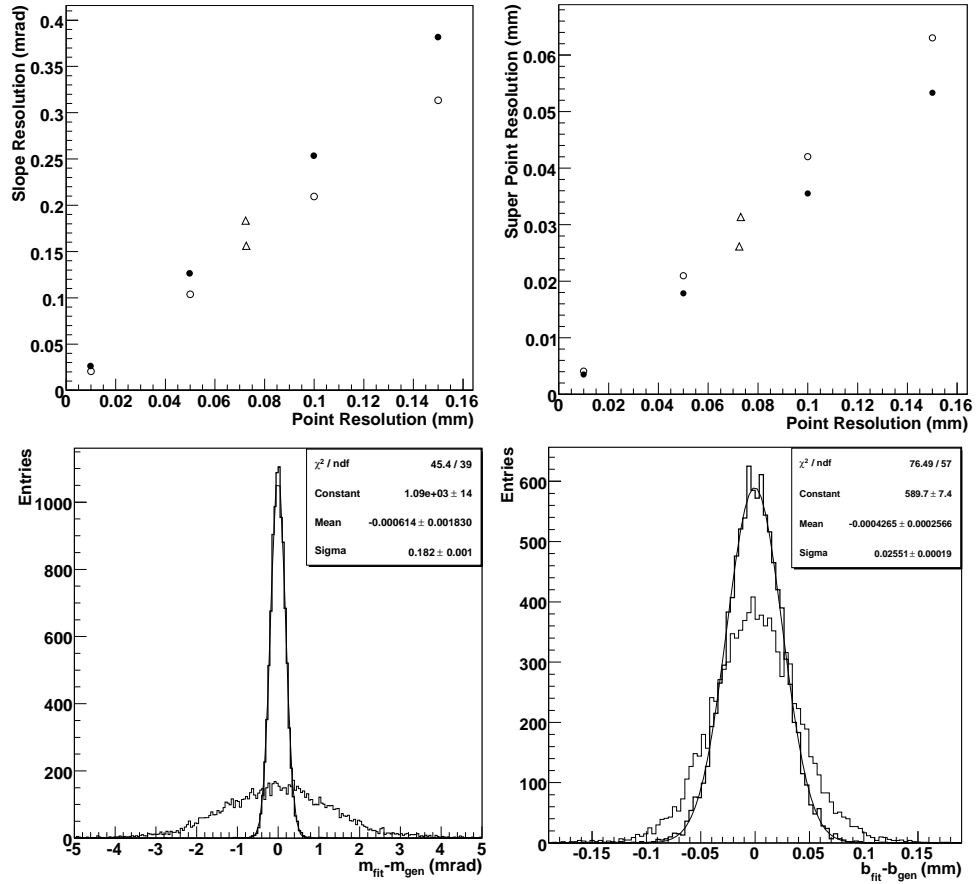 Slope Resolution (mrad)
0.4
0.35
0.3
0.25
0.2
0.15
0.1
0.05
0
0 0.02 0.04 0.06 0.08 0.1 0.12 0.14 0.16
Point Resolution (mm)
Super Point Resolution (mm)
0.06
0.05
0.04
0.03
0.02
0.01
0
0 0.02 0.04 0.06 0.08 0.1 0.12 0.14 0.16
Point Resolution (mm)
Entries
1000
800
600
400
200
0
-5 -4 -3 -2 -1 0 1 2 3 4 5
m_fit-m_gen (mrad)
χ² / ndf 45.4 / 39
Constant 1.09e+03 ± 14
Mean -0.000614 ± 0.001830
Sigma 0.182 ± 0.001
Entries
600
500
400
300
200
100
0
-0.15 -0.1 -0.05 0 0.05 0.1 0.15
b_fit-b_gen (mm)
χ² / ndf 76.49 / 57
Constant 589.7 ± 7.4
Mean -0.0004265 ± 0.0002566
Sigma 0.02551 ± 0.00019